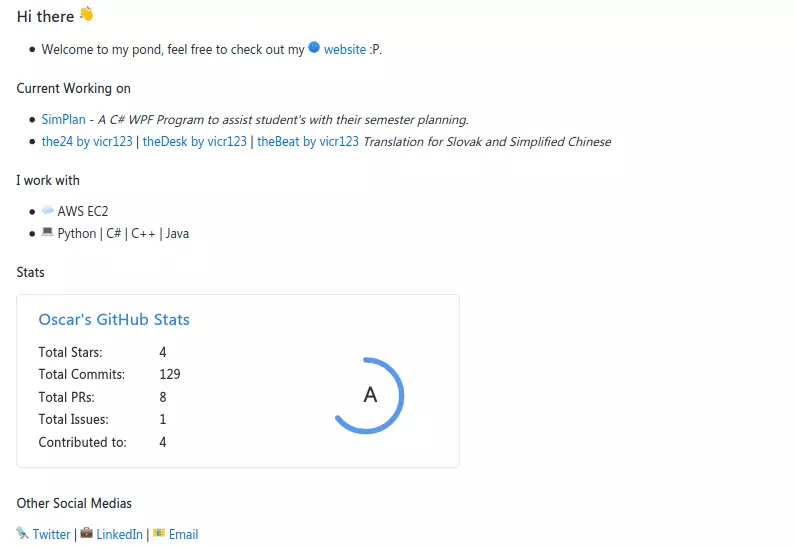 Hi there 👋
Welcome to my pond, feel free to check out my 🔵 website :P.
Current Working on
SimPlan - A C# WPF Program to assist student's with their semester planning.
the24 by vicr123 | theDesk by vicr123 | theBeat by vicr123 Translation for Slovak and Simplified Chinese
I work with
AWS EC2
Python | C# | C++ | Java
Stats
Oscar's GitHub Stats
Total Stars: 4
Total Commits: 129
Total PRs: 8
Total Issues: 1
Contributed to: 4
A
Other Social Medias
Twitter | LinkedIn | Email